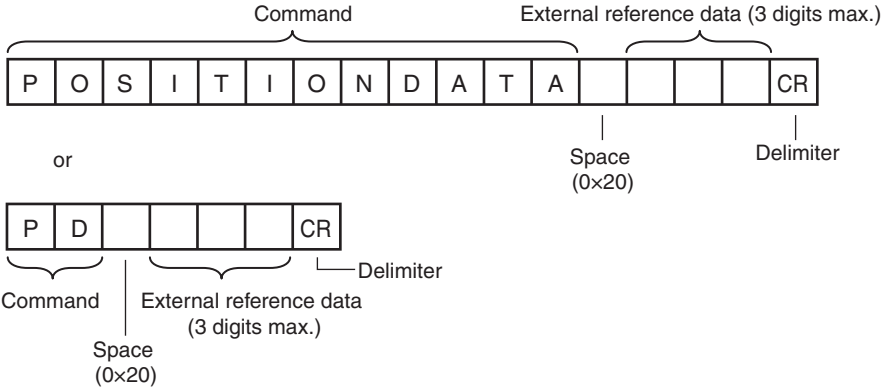 Command
External reference data (3 digits max.)
P O S I T I O N D A T A CR
Space
(0×20)
Delimiter
or
P D CR
Delimiter
Command
External reference data
(3 digits max.)
Space
(0×20)